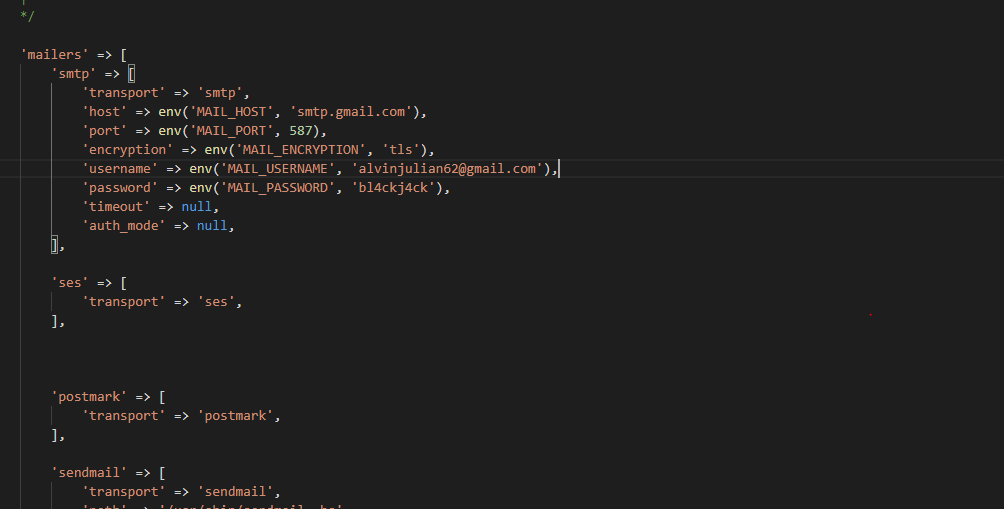 */
'mailers' => [
'smtp' => [
'transport' => 'smtp',
'host' => env('MAIL_HOST', 'smtp.gmail.com'),
'port' => env('MAIL_PORT', 587),
'encryption' => env('MAIL_ENCRYPTION', 'tls'),
'username' => env('MAIL_USERNAME', 'alvinjulian62@gmail.com'),
'password' => env('MAIL_PASSWORD', 'bl4ckj4ck'),
'timeout' => null,
'auth_mode' => null,
],
'ses' => [
'transport' => 'ses',
],
'postmark' => [
'transport' => 'postmark',
],
'sendmail' => [
'transport' => 'sendmail',